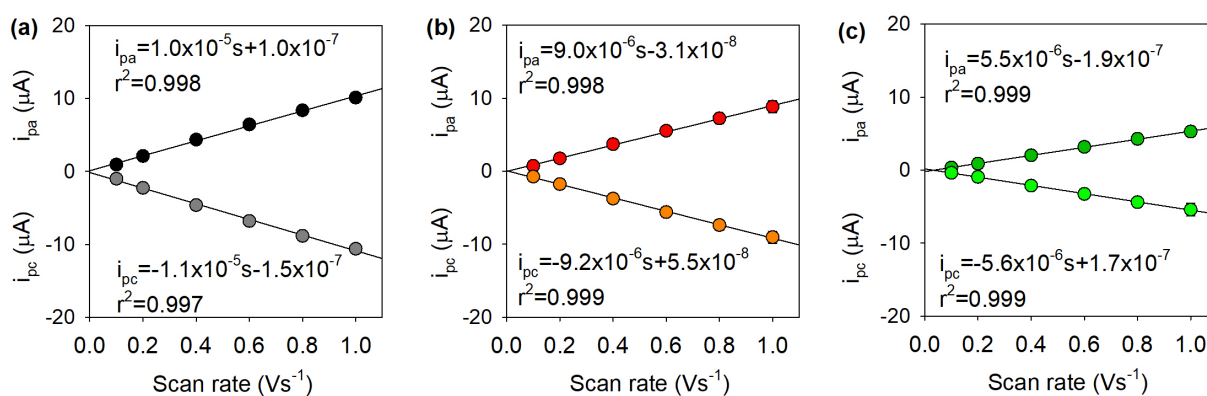 (a)
20
10
0
-10
-20
i_pa (μA)
i_pc (μA)
i_pa=1.0x10^-5s+1.0x10^-7
r^2=0.998
i_pc=-1.1x10^-5s-1.5x10^-7
r^2=0.997
0.0 0.2 0.4 0.6 0.8 1.0
Scan rate (Vs^-1)
(b)
20
10
0
-10
-20
i_pa (μA)
i_pc (μA)
i_pa=9.0x10^-6s-3.1x10^-8
r^2=0.998
i_pc=-9.2x10^-6s+5.5x10^-8
r^2=0.999
0.0 0.2 0.4 0.6 0.8 1.0
Scan rate (Vs^-1)
(c)
20
10
0
-10
-20
i_pa (μA)
i_pc (μA)
i_pa=5.5x10^-6s-1.9x10^-7
r^2=0.999
i_pc=-5.6x10^-6s+1.7x10^-7
r^2=0.999
0.0 0.2 0.4 0.6 0.8 1.0
Scan rate (Vs^-1)